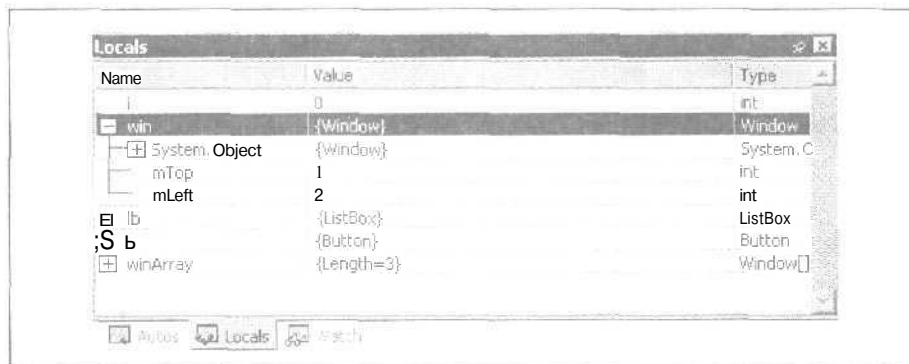 Locals
Name Value Type
i 0 int
win {Window} Window
System.Object {Window} System.O
mTop 1 int
mLeft 2 int
lb {ListBox} ListBox
b {Button} Button
winArray {Length=3} Window[]
Autos Locals Watch